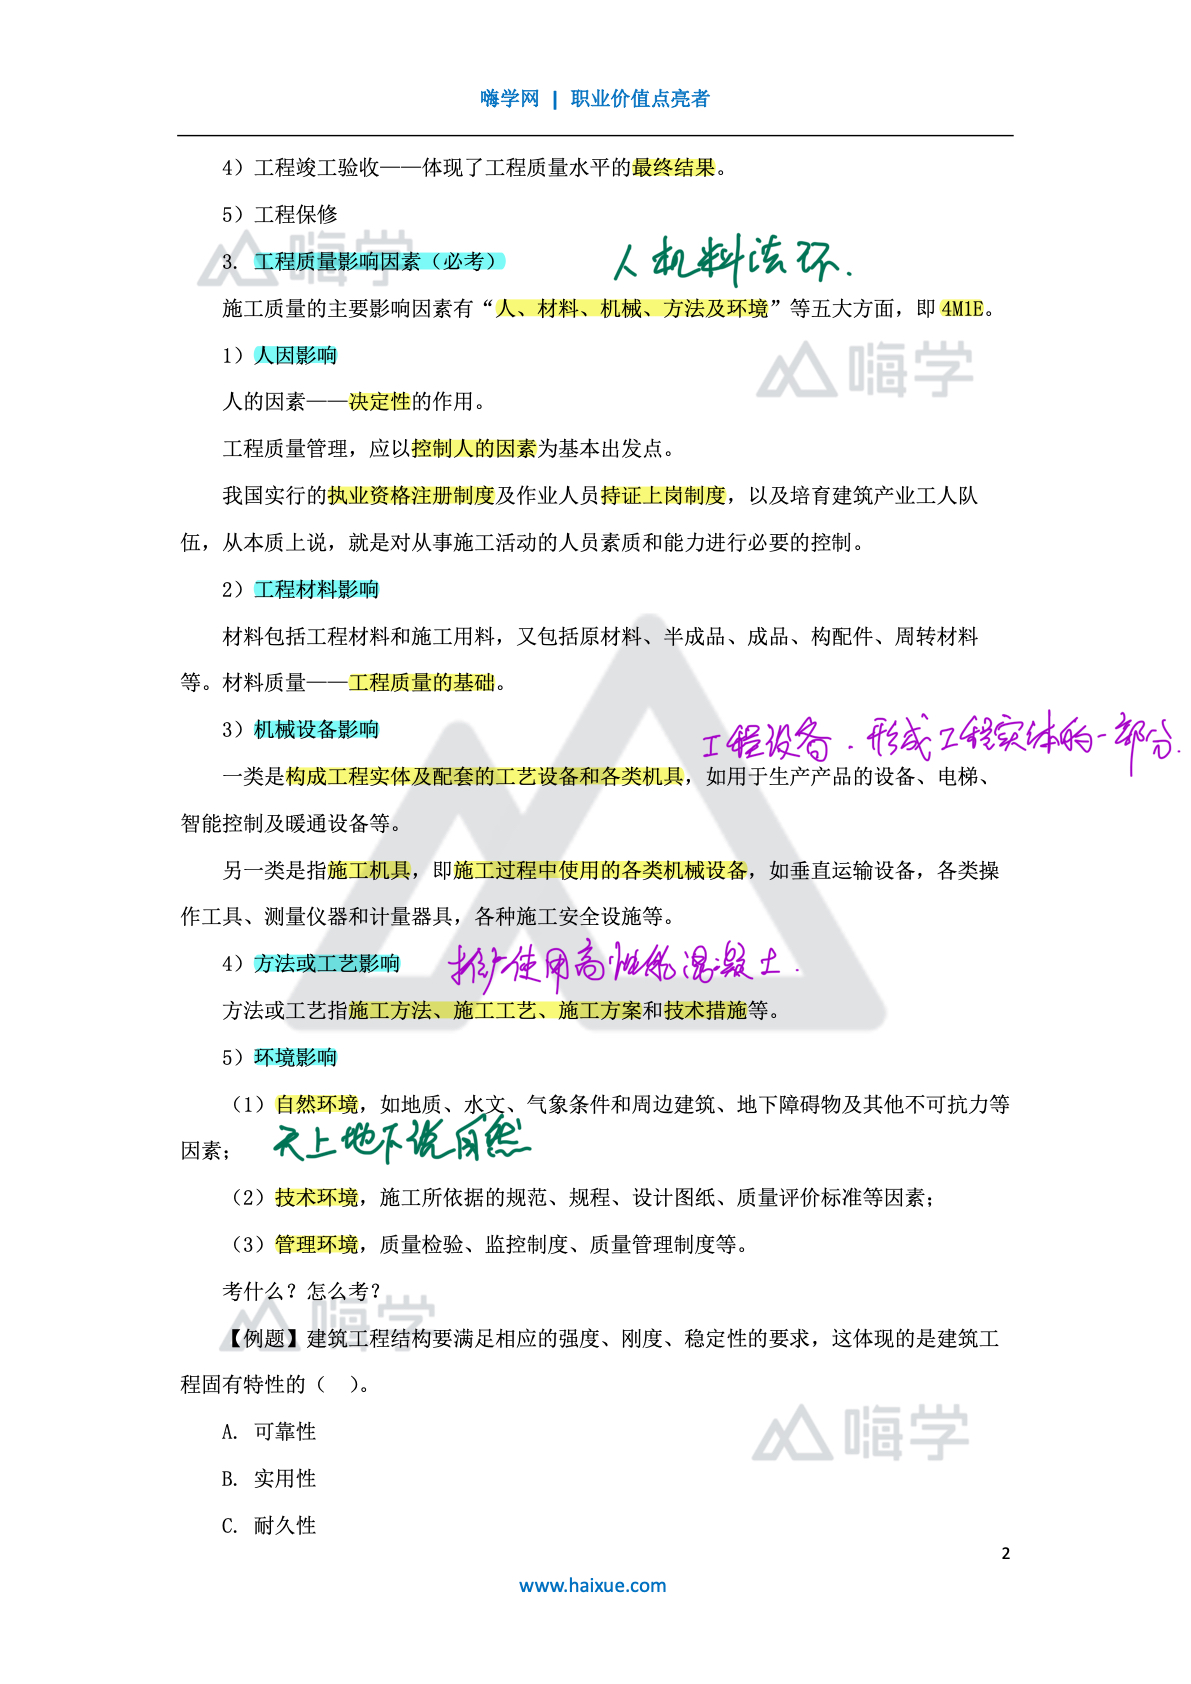 嗨学网 | 职业价值点亮者
4）工程竣工验收——体现了工程质量水平的最终结果。
5）工程保修
嗨学
3. 工程质量影响因素（必考）
人机料法环.
施工质量的主要影响因素有“人、材料、机械、方法及环境”等五大方面，即 4M1E。
1）人因影响
嗨学
人的因素——决定性的作用。
工程质量管理，应以控制人的因素为基本出发点。
我国实行的执业资格注册制度及作业人员持证上岗制度，以及培育建筑产业工人队
伍，从本质上说，就是对从事施工活动的人员素质和能力进行必要的控制。
2）工程材料影响
材料包括工程材料和施工用料，又包括原材料、半成品、成品、构配件、周转材料
等。材料质量——工程质量的基础。
3）机械设备影响
工程设备．形成工程实体的一部分.
一类是构成工程实体及配套的工艺设备和各类机具，如用于生产产品的设备、电梯、
智能控制及暖通设备等。
另一类是指施工机具，即施工过程中使用的各类机械设备，如垂直运输设备，各类操
作工具、测量仪器和计量器具，各种施工安全设施等。
4）方法或工艺影响
推广使用高性能混凝土.
方法或工艺指施工方法、施工工艺、施工方案和技术措施等。
5）环境影响
（1）自然环境，如地质、水文、气象条件和周边建筑、地下障碍物及其他不可抗力等
因素；
天上地下说自然
（2）技术环境，施工所依据的规范、规程、设计图纸、质量评价标准等因素；
（3）管理环境，质量检验、监控制度、质量管理制度等。
考什么？怎么考？
嗨学
【例题】建筑工程结构要满足相应的强度、刚度、稳定性的要求，这体现的是建筑工
程固有特性的（　）。
A. 可靠性
嗨学
B. 实用性
C. 耐久性
2
www.haixue.com